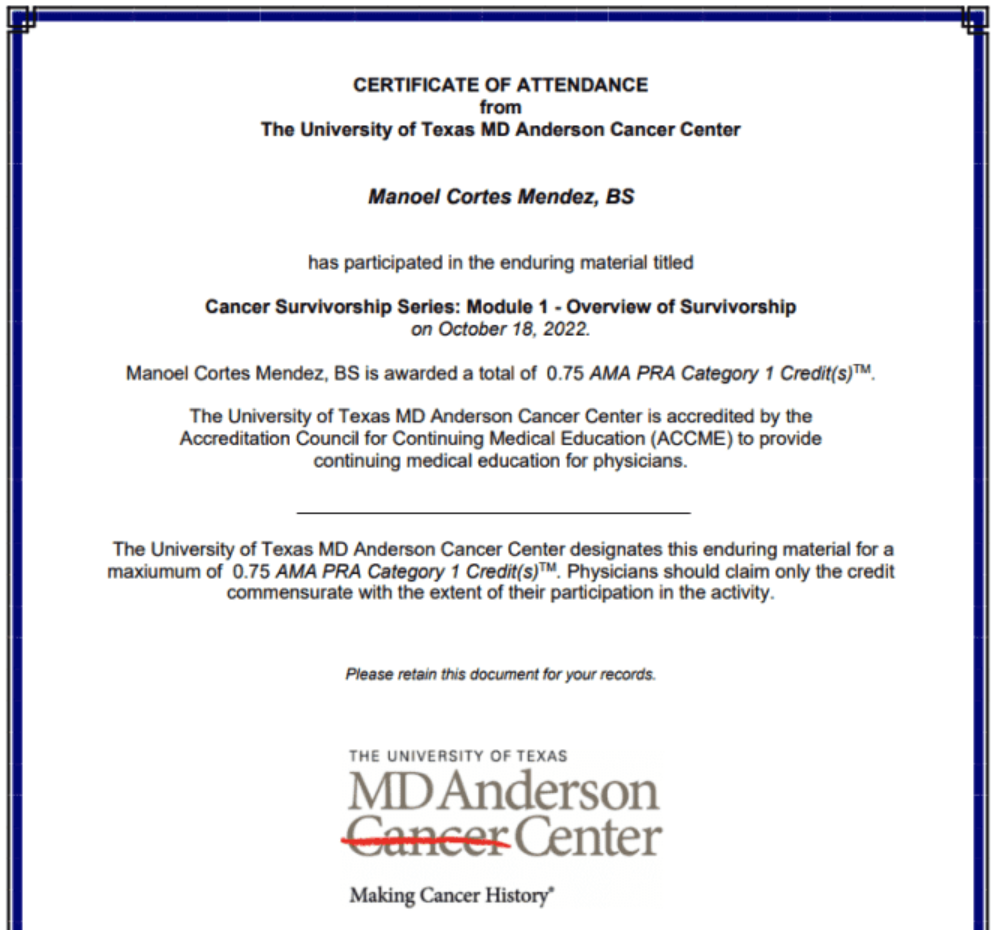 CERTIFICATE OF ATTENDANCE
from
The University of Texas MD Anderson Cancer Center
Manoel Cortes Mendez, BS
has participated in the enduring material titled
Cancer Survivorship Series: Module 1 - Overview of Survivorship
on October 18, 2022.
Manoel Cortes Mendez, BS is awarded a total of 0.75 AMA PRA Category 1 Credit(s)™.
The University of Texas MD Anderson Cancer Center is accredited by the
Accreditation Council for Continuing Medical Education (ACCME) to provide
continuing medical education for physicians.
The University of Texas MD Anderson Cancer Center designates this enduring material for a
maxiumum of 0.75 AMA PRA Category 1 Credit(s)™. Physicians should claim only the credit
commensurate with the extent of their participation in the activity.
Please retain this document for your records.
THE UNIVERSITY OF TEXAS
MD Anderson
Cancer Center
Making Cancer History®